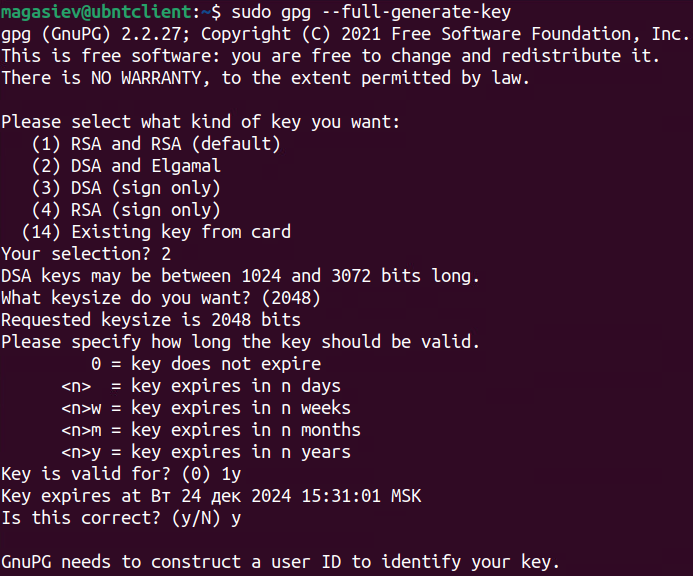 magasiev@ubntclient:~$ sudo gpg --full-generate-key
gpg (GnuPG) 2.2.27; Copyright (C) 2021 Free Software Foundation, Inc.
This is free software: you are free to change and redistribute it.
There is NO WARRANTY, to the extent permitted by law.

Please select what kind of key you want:
   (1) RSA and RSA (default)
   (2) DSA and Elgamal
   (3) DSA (sign only)
   (4) RSA (sign only)
  (14) Existing key from card
Your selection? 2
DSA keys may be between 1024 and 3072 bits long.
What keysize do you want? (2048)
Requested keysize is 2048 bits
Please specify how long the key should be valid.
         0 = key does not expire
      <n>  = key expires in n days
      <n>w = key expires in n weeks
      <n>m = key expires in n months
      <n>y = key expires in n years
Key is valid for? (0) 1y
Key expires at Вт 24 дек 2024 15:31:01 MSK
Is this correct? (y/N) y

GnuPG needs to construct a user ID to identify your key.